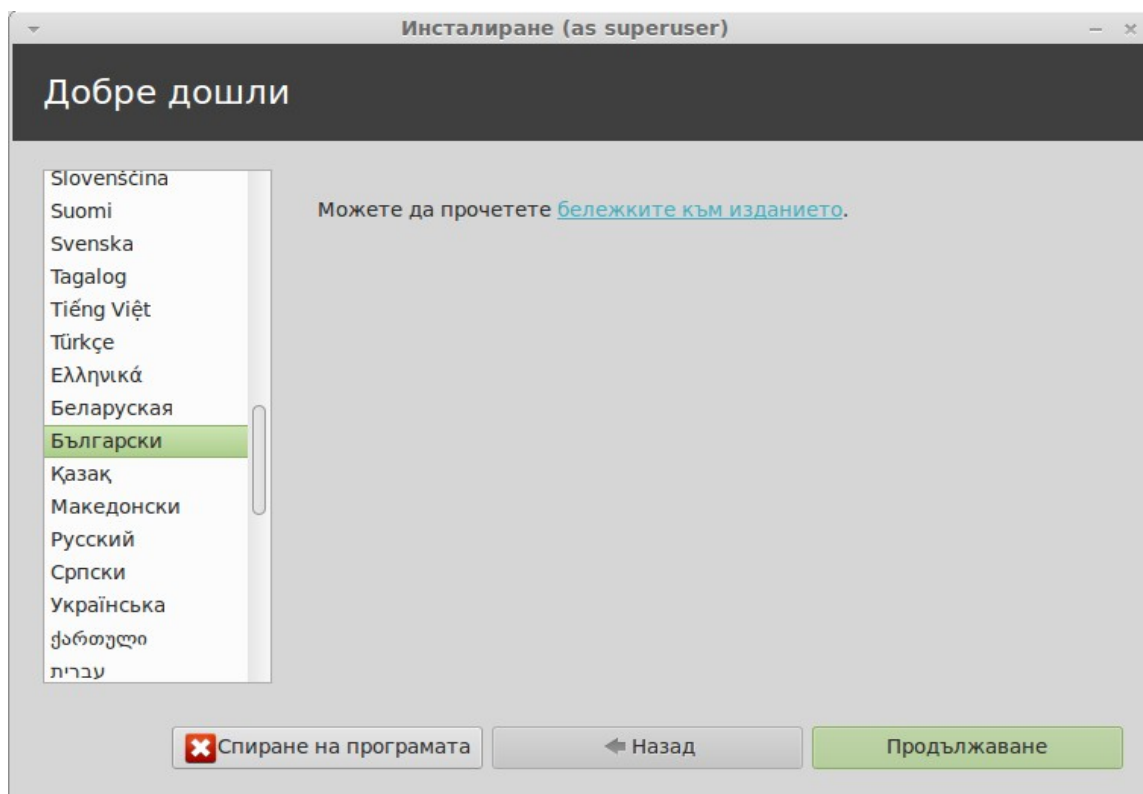 Инсталиране (as superuser)
Добре дошли
Slovenščina
Suomi
Svenska
Tagalog
Tiếng Việt
Türkçe
Ελληνικά
Беларуская
Български
Қазақ
Македонски
Русский
Српски
Українська
ქართული
עברית
Можете да прочетете бележките към изданието.
Спиране на програмата
Назад
Продължаване